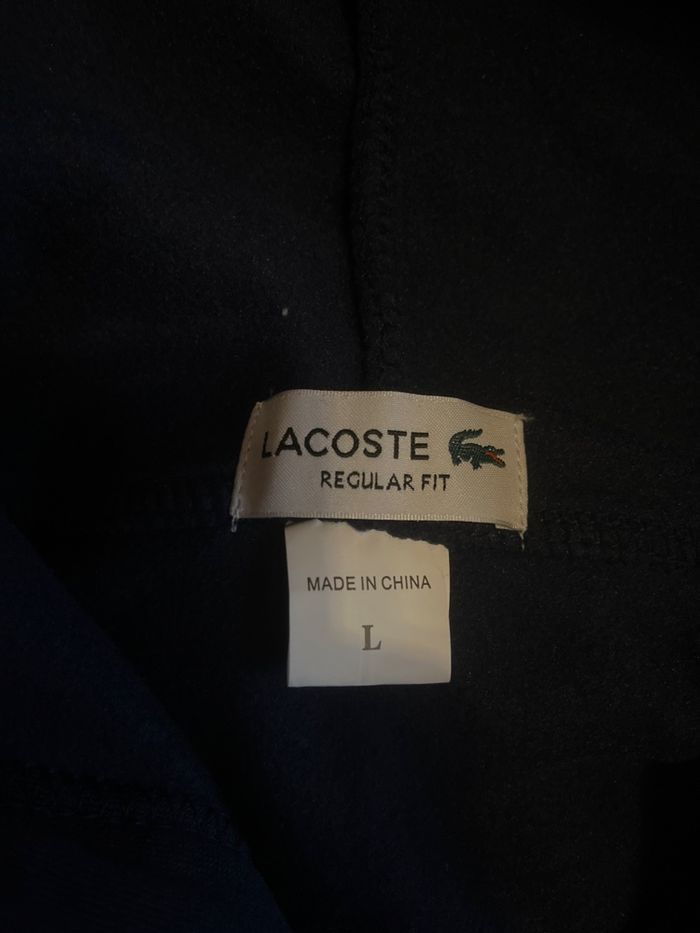 LACOSTE
REGULAR FIT
MADE IN CHINA
L